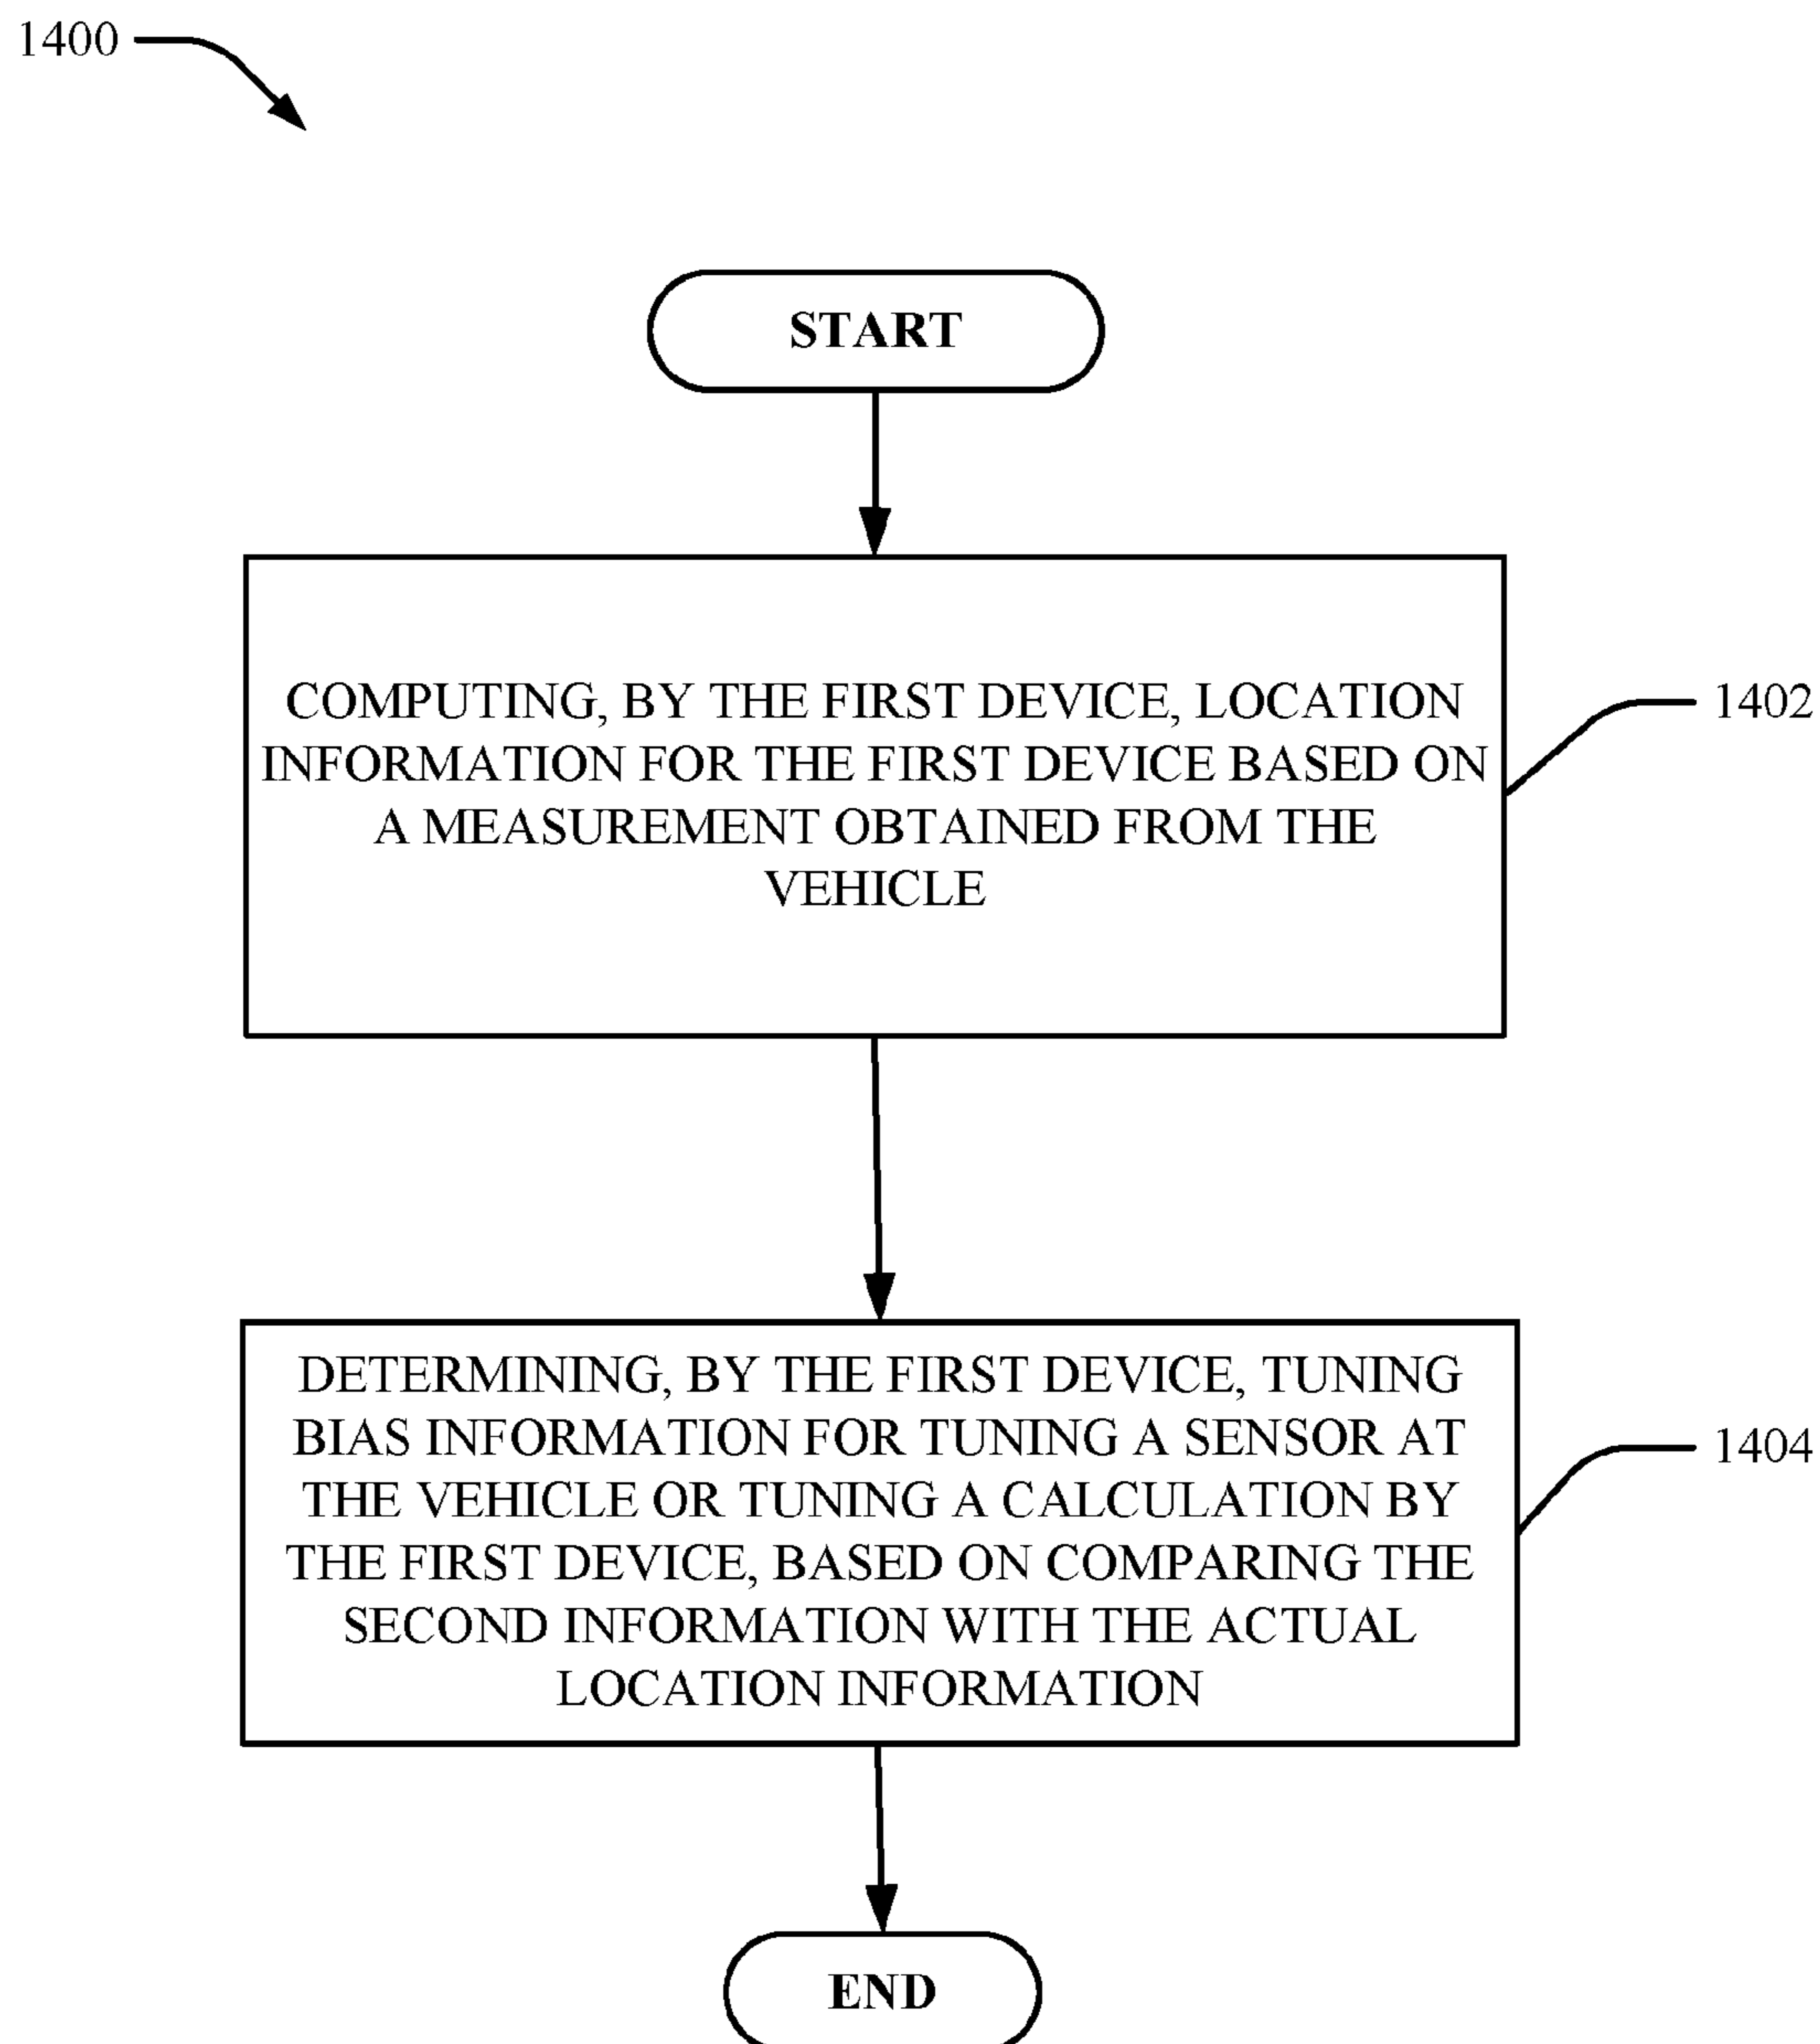 1400
START
COMPUTING, BY THE FIRST DEVICE, LOCATION
INFORMATION FOR THE FIRST DEVICE BASED ON
A MEASUREMENT OBTAINED FROM THE
VEHICLE
1402
DETERMINING, BY THE FIRST DEVICE, TUNING
BIAS INFORMATION FOR TUNING A SENSOR AT
THE VEHICLE OR TUNING A CALCULATION BY
THE FIRST DEVICE, BASED ON COMPARING THE
SECOND INFORMATION WITH THE ACTUAL
LOCATION INFORMATION
1404
END